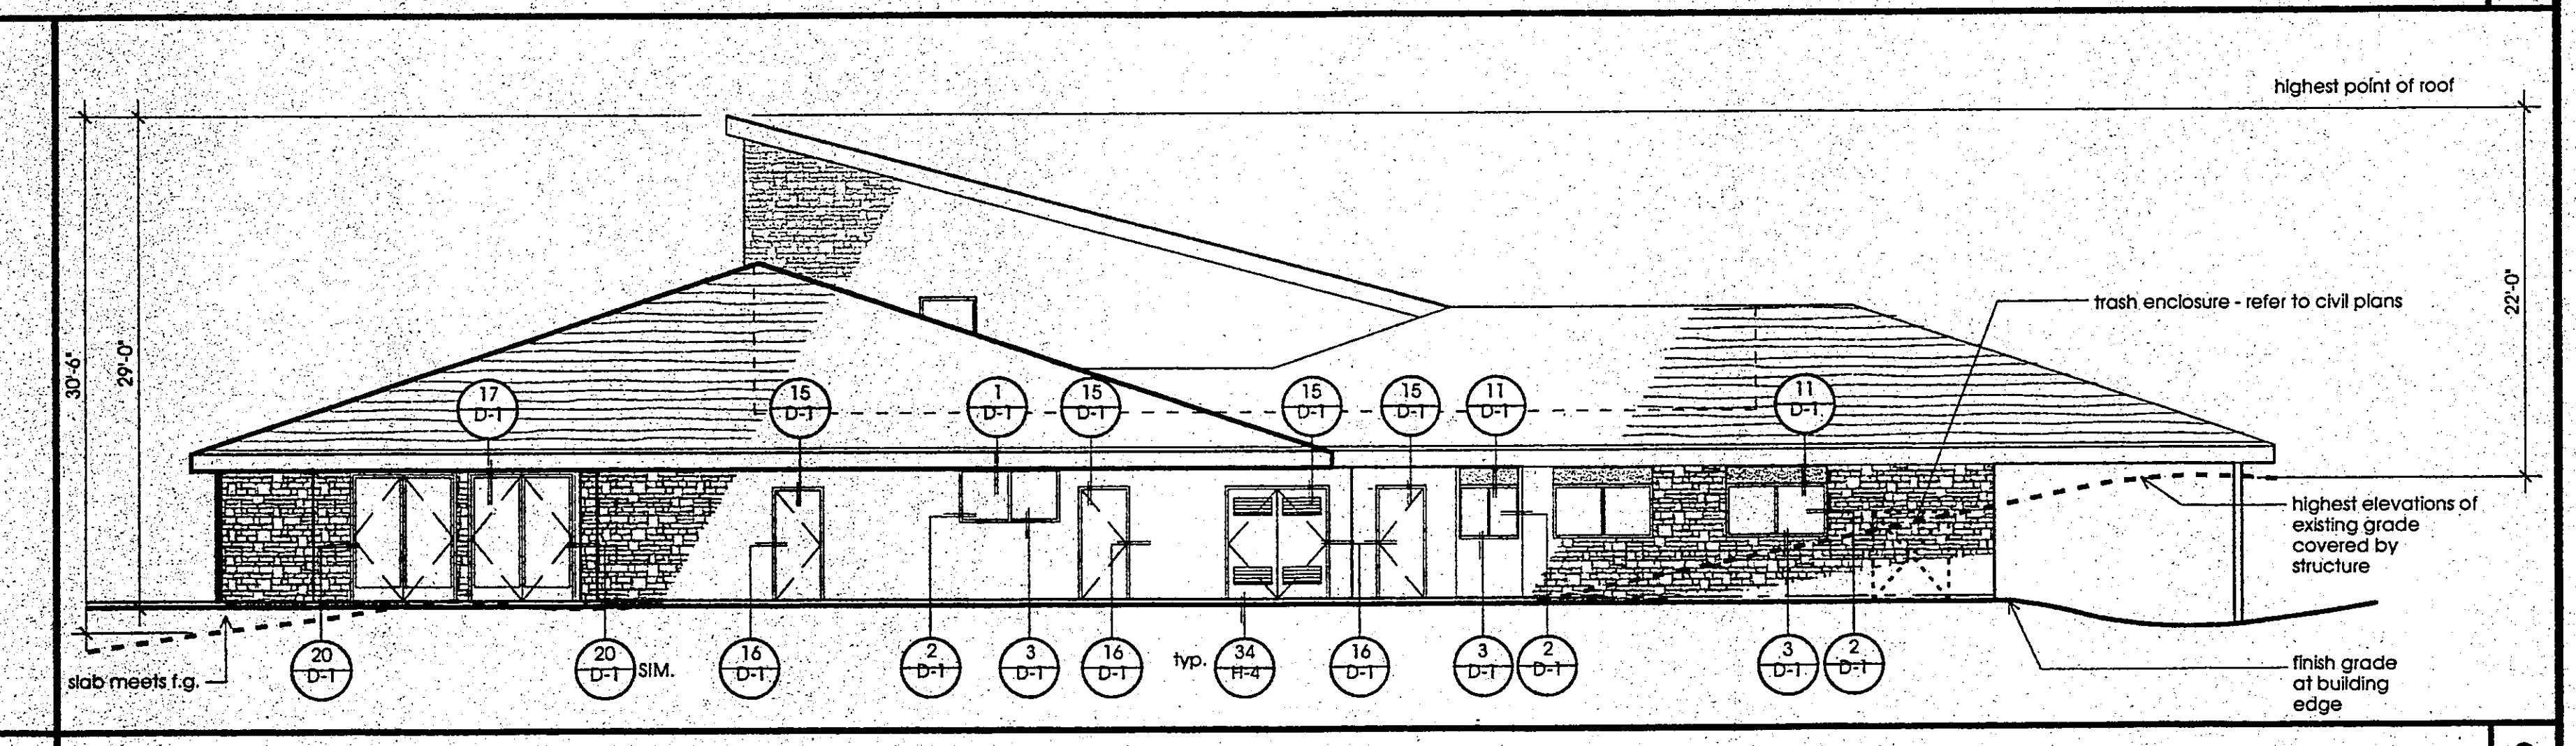 highest point of roof
30'-6"
29'-0"
22'-0"
trash enclosure - refer to civil plans
17
D-1
15
D-1
1
D-1
15
D-1
15
D-1
15
D-1
11
D-1
11
D-1
highest elevations of
existing grade
covered by
structure
slab meets f.g.
20
D-1
20
D-1
SIM.
16
D-1
2
D-1
3
D-1
16
D-1
typ.
34
H-4
16
D-1
3
D-1
2
D-1
3
D-1
2
D-1
finish grade
at building
edge